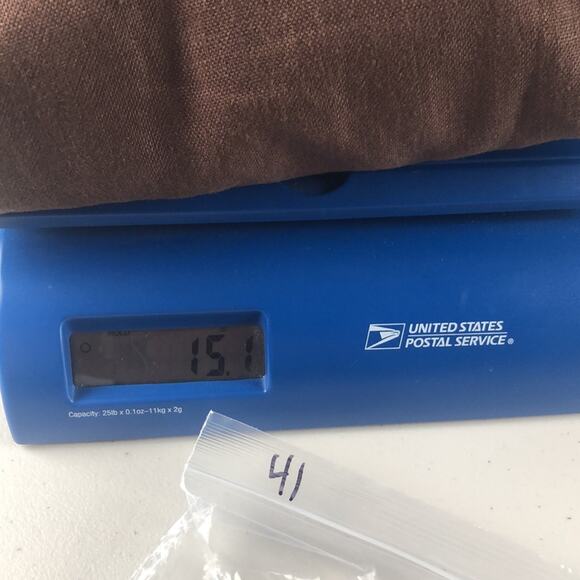 15.1
UNITED STATES
POSTAL SERVICE®
Capacity: 25lb x 0.1oz-11kg x 2g
41